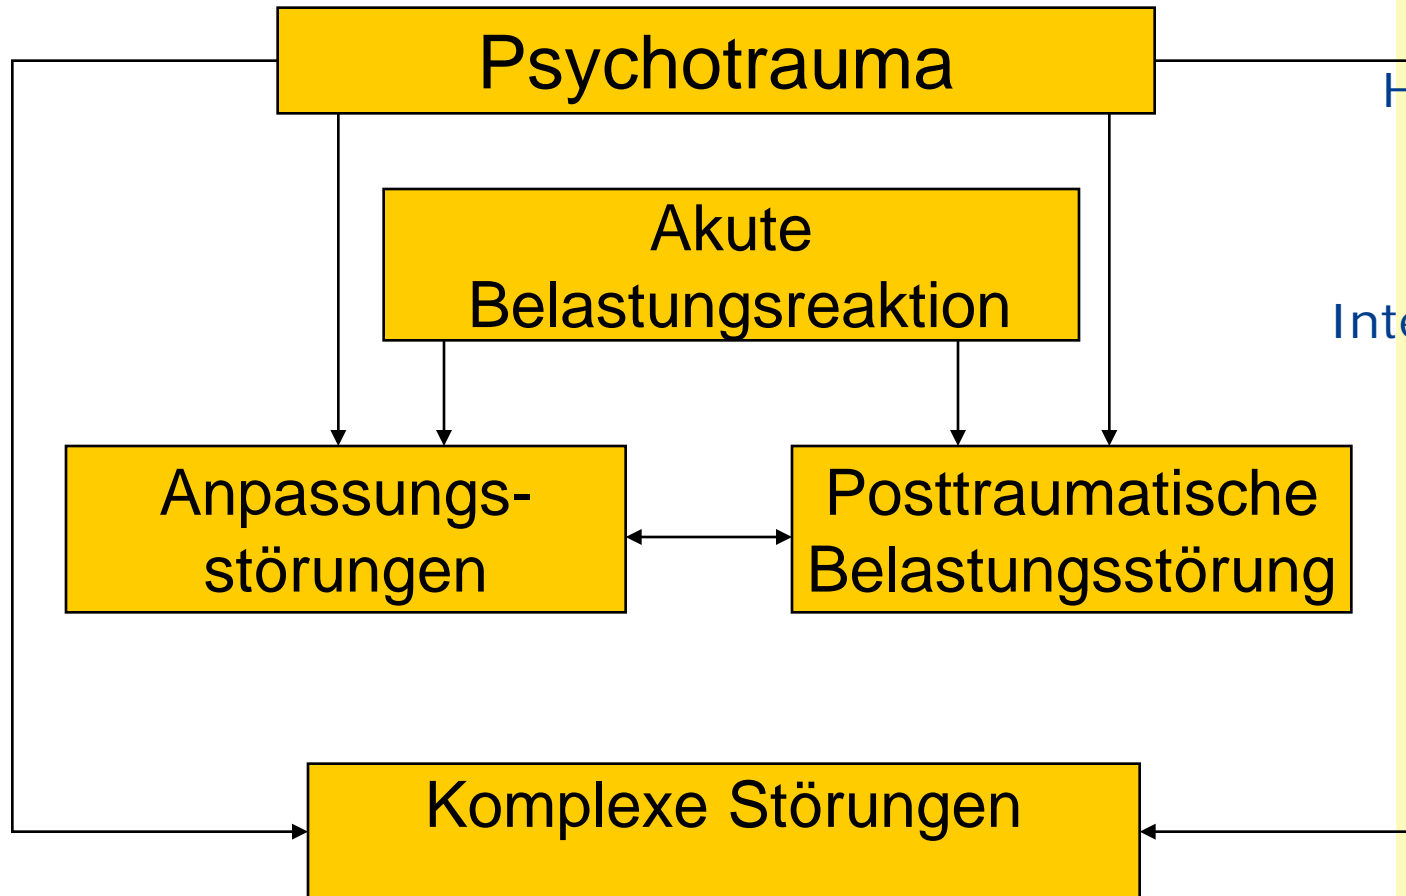 Psychotrauma
Akute
Belastungsreaktion
Anpassungs-
störungen
Posttraumatische
Belastungsstörung
Komplexe Störungen